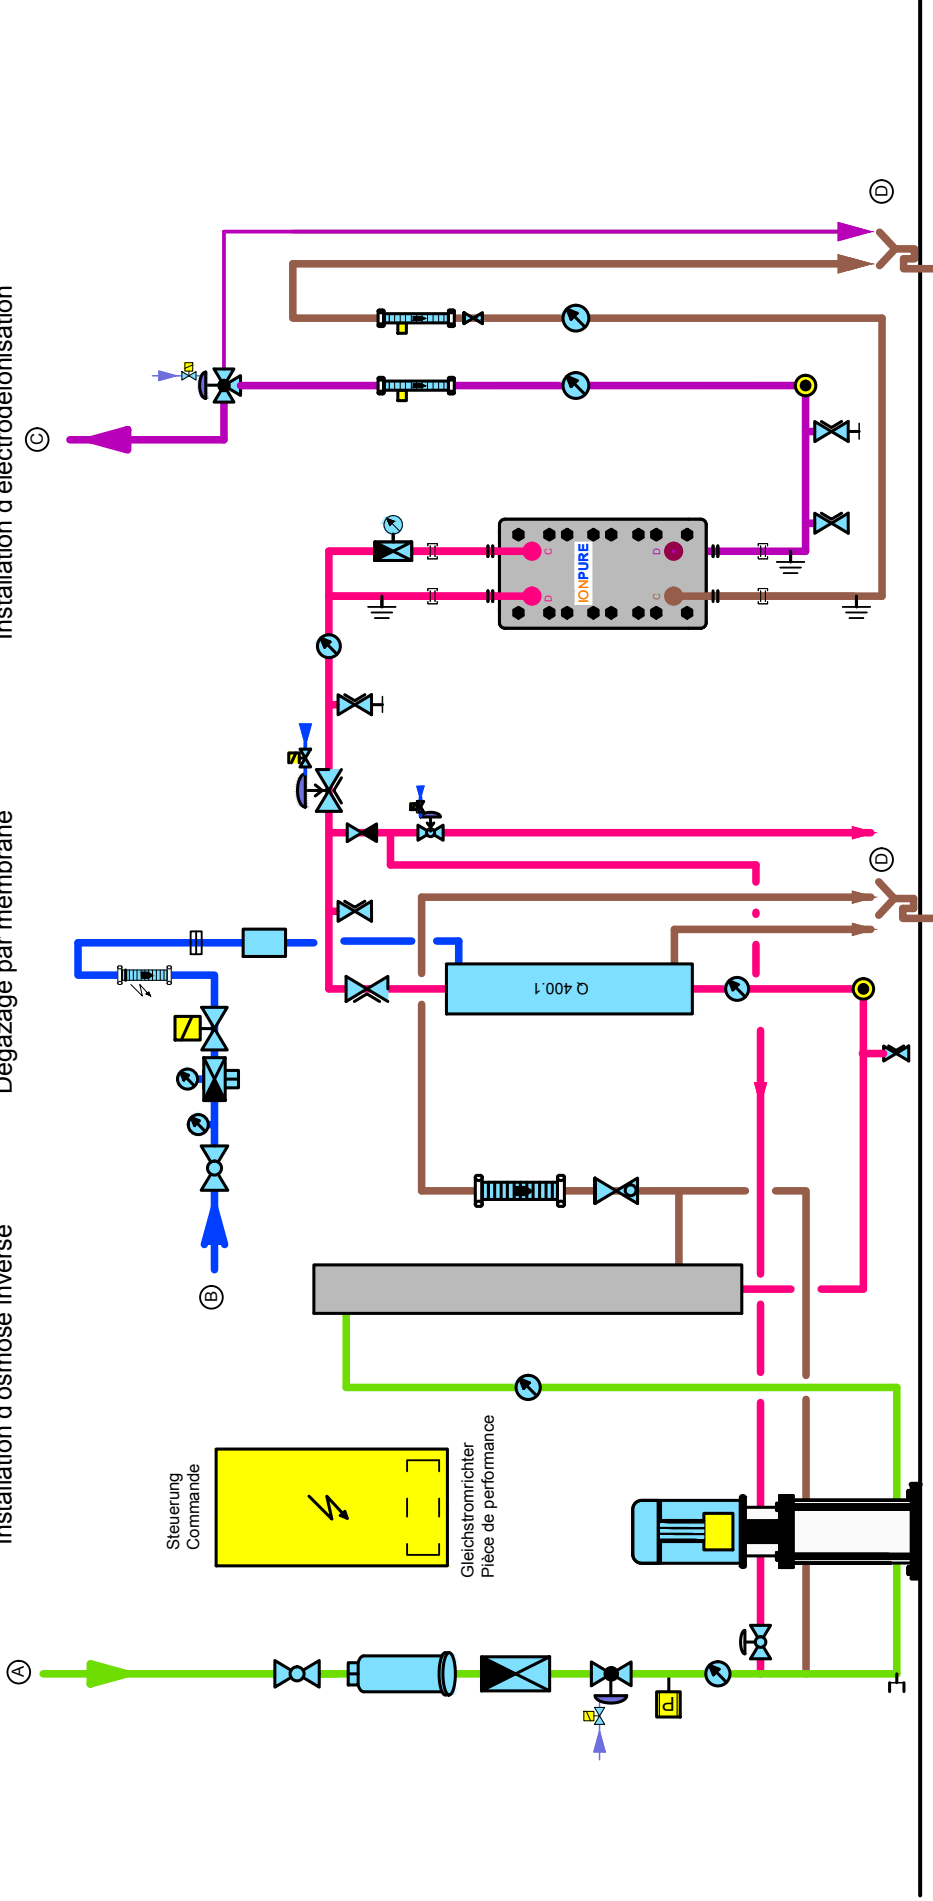 Installation d'osmose inverse
Dégazage par membrane
Installation d'électrodéionisation
A
B
C
D
D
Steuerung
Commande
Gleichstromrichter
Pièce de performance
Q 400.1
IONPURE
D
C
C
D
P